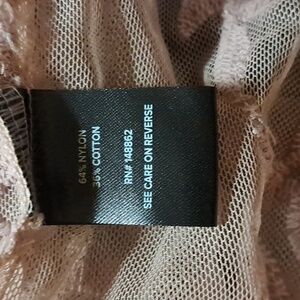 64% NYLON
36% COTTON
RN# 148862
SEE CARE ON REVERSE